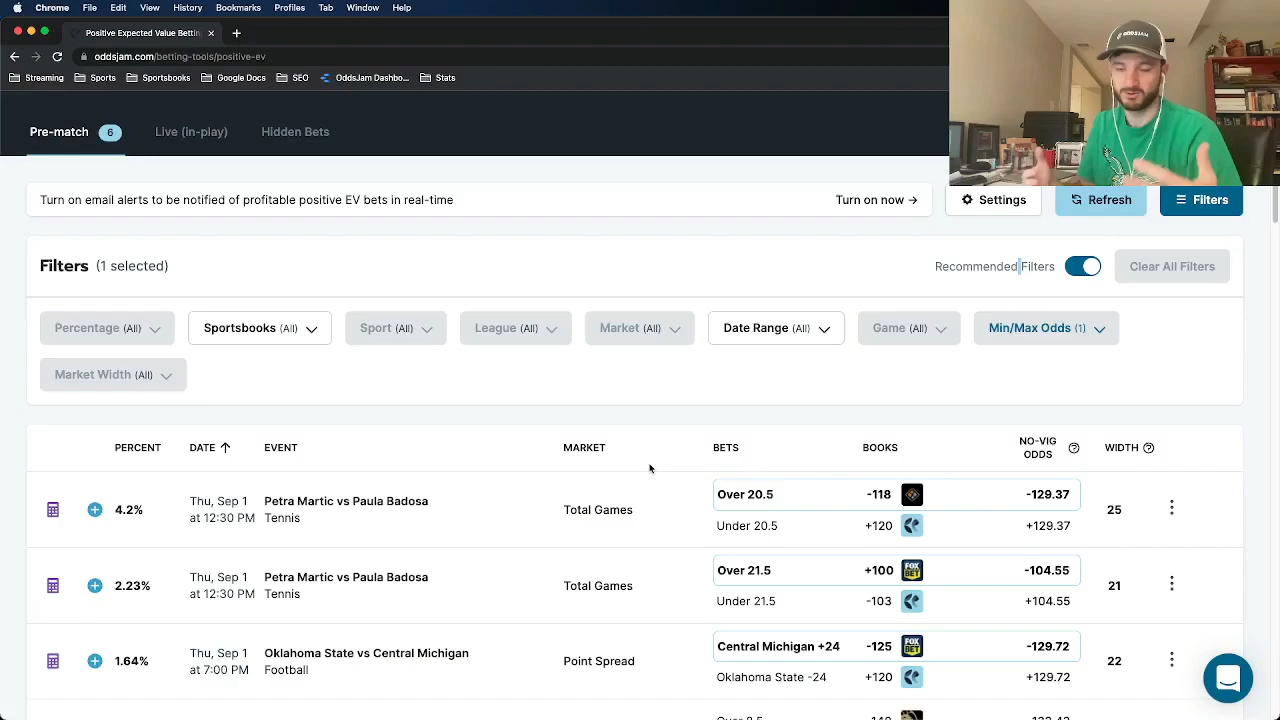 Chrome File Edit View History Bookmarks Profiles Tab Window Help
Positive Expected Value Bettin
oddsjam.com/betting-tools/positive-ev
Streaming Sports Sportsbooks Google Docs SEO OddsJam Dashbo... Stats
ODDSJAM
Pre-match 6 Live (in-play) Hidden Bets
Turn on email alerts to be notified of profitable positive EV bets in real time Turn on now → Settings Refresh Filters
Filters (1 selected) Recommended Filters Clear All Filters
Percentage (All) Sportsbooks (All) Sport (All) League (All) Market (All) Date Range (All) Game (All) Min/Max Odds (1)
Market Width (All)
PERCENT DATE EVENT MARKET BETS BOOKS NO-VIG ODDS WIDTH
4.2% Thu, Sep 1 at 12:30 PM Petra Martic vs Paula Badosa Tennis Total Games Over 20.5 -118 -129.37 25
Under 20.5 +120 +129.37
2.23% Thu, Sep 1 at 12:30 PM Petra Martic vs Paula Badosa Tennis Total Games Over 21.5 +100 FOX BET -104.55 21
Under 21.5 -103 +104.55
1.64% Thu, Sep 1 at 7:00 PM Oklahoma State vs Central Michigan Football Point Spread Central Michigan +24 -125 FOX BET -129.72 22
Oklahoma State -24 +120 +129.72